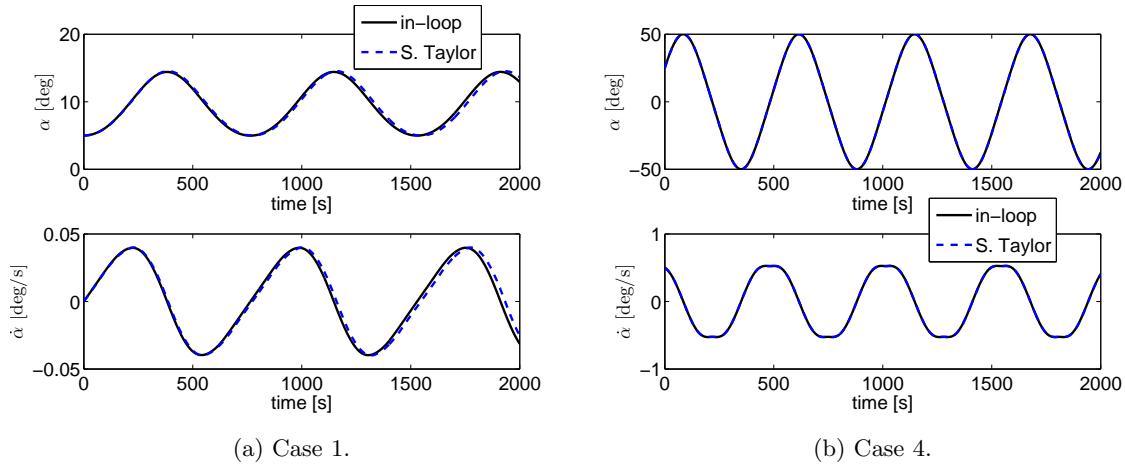 in-loop
S. Taylor
20
10
0
α [deg]
0 500 1000 1500 2000
time [s]
0.05
0
−0.05
α̇ [deg/s]
0 500 1000 1500 2000
time [s]
(a) Case 1.
50
0
−50
α [deg]
0 500 1000 1500 2000
time [s]
in-loop
S. Taylor
1
0
−1
α̇ [deg/s]
0 500 1000 1500 2000
time [s]
(b) Case 4.